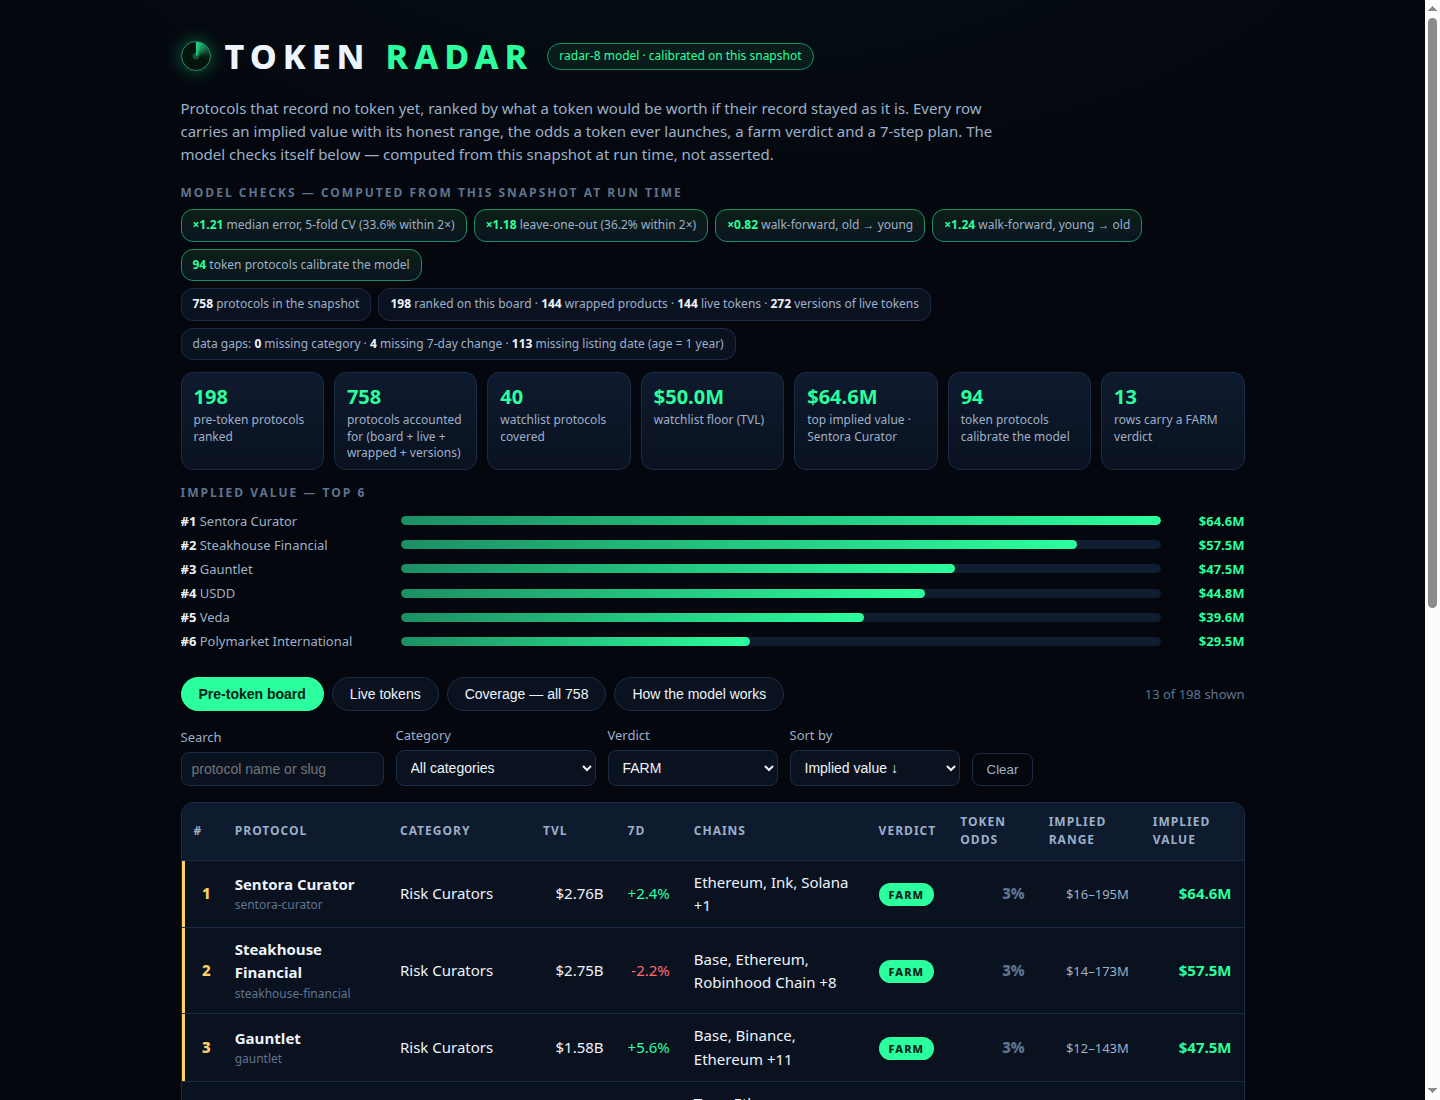 TOKEN RADAR radar-8 model · calibrated on this snapshot
Protocols that record no token yet, ranked by what a token would be worth if their record stayed as it is. Every row
carries an implied value with its honest range, the odds a token ever launches, a farm verdict and a 7-step plan. The
model checks itself below — computed from this snapshot at run time, not asserted.
MODEL CHECKS — COMPUTED FROM THIS SNAPSHOT AT RUN TIME
×1.21 median error, 5-fold CV (33.6% within 2×) ×1.18 leave-one-out (36.2% within 2×) ×0.82 walk-forward, old → young ×1.24 walk-forward, young → old
94 token protocols calibrate the model
758 protocols in the snapshot 198 ranked on this board · 144 wrapped products · 144 live tokens · 272 versions of live tokens
data gaps: 0 missing category · 4 missing 7-day change · 113 missing listing date (age = 1 year)
198 758 40 $50.0M $64.6M 94 13
pre-token protocols protocols accounted watchlist protocols watchlist floor (TVL) top implied value · token protocols rows carry a FARM
ranked for (board + live + covered Sentora Curator calibrate the model verdict
wrapped + versions)
IMPLIED VALUE — TOP 6
#1 Sentora Curator $64.6M
#2 Steakhouse Financial $57.5M
#3 Gauntlet $47.5M
#4 USDD $44.8M
#5 Veda $39.6M
#6 Polymarket International $29.5M
Pre-token board Live tokens Coverage — all 758 How the model works 13 of 198 shown
Search Category Verdict Sort by
protocol name or slug All categories FARM Implied value ↓ Clear
# PROTOCOL CATEGORY TVL 7D CHAINS VERDICT TOKEN ODDS IMPLIED RANGE IMPLIED VALUE
1 Sentora Curator Risk Curators $2.76B +2.4% Ethereum, Ink, Solana +1 FARM 3% $16–195M $64.6M
sentora-curator
2 Steakhouse Financial Risk Curators $2.75B -2.2% Base, Ethereum, Robinhood Chain +8 FARM 3% $14–173M $57.5M
steakhouse-financial
3 Gauntlet Risk Curators $1.58B +5.6% Base, Binance, Ethereum +11 FARM 3% $12–143M $47.5M
gauntlet